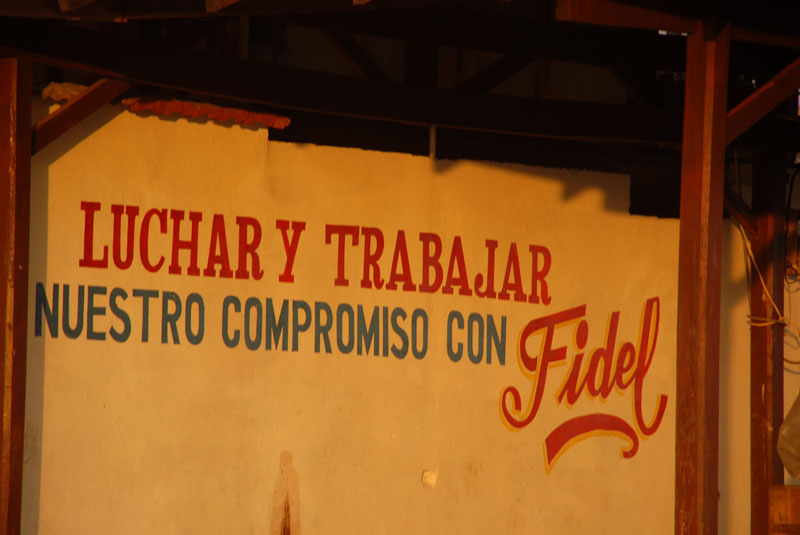 LUCHAR Y TRABAJAR
NUESTRO COMPROMISO CON Fidel